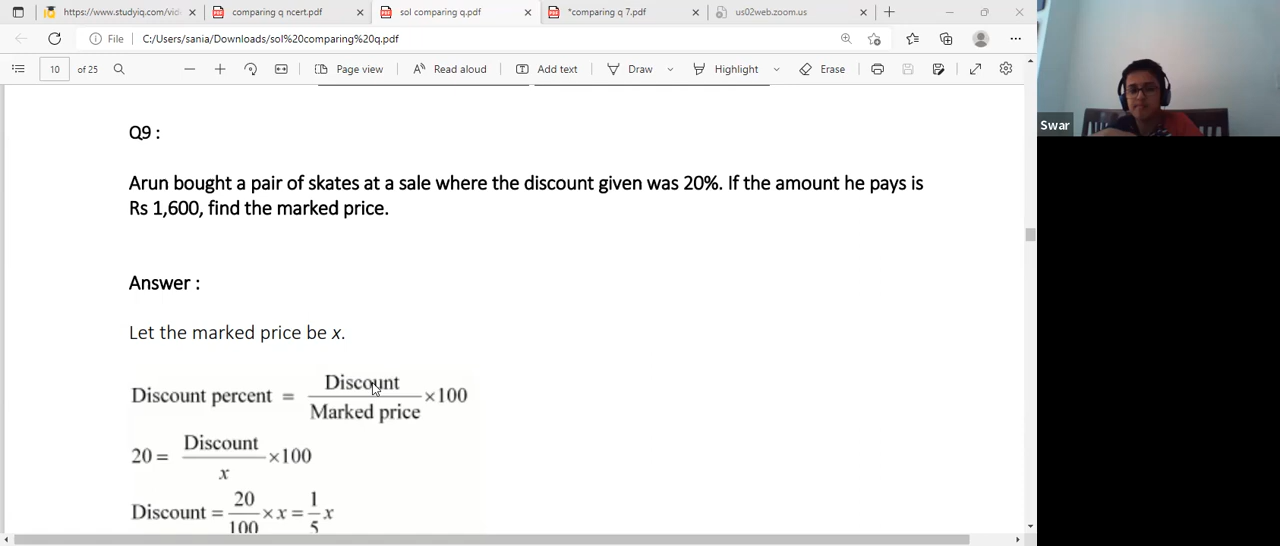 https://www.studyiq.com/vid
comparing q ncert.pdf
sol comparing q.pdf
*comparing q 7.pdf
us02web.zoom.us
File C:/Users/sania/Downloads/sol%20comparing%20q.pdf
10 of 25 Page view Read aloud Add text Draw Highlight Erase
Swar
Q9 :
Arun bought a pair of skates at a sale where the discount given was 20%. If the amount he pays is
Rs 1,600, find the marked price.
Answer :
Let the marked price be x.
Discount percent = Discount / Marked price ×100
20 = Discount / x ×100
Discount = 20 / 100 × x = 1 / 5 x